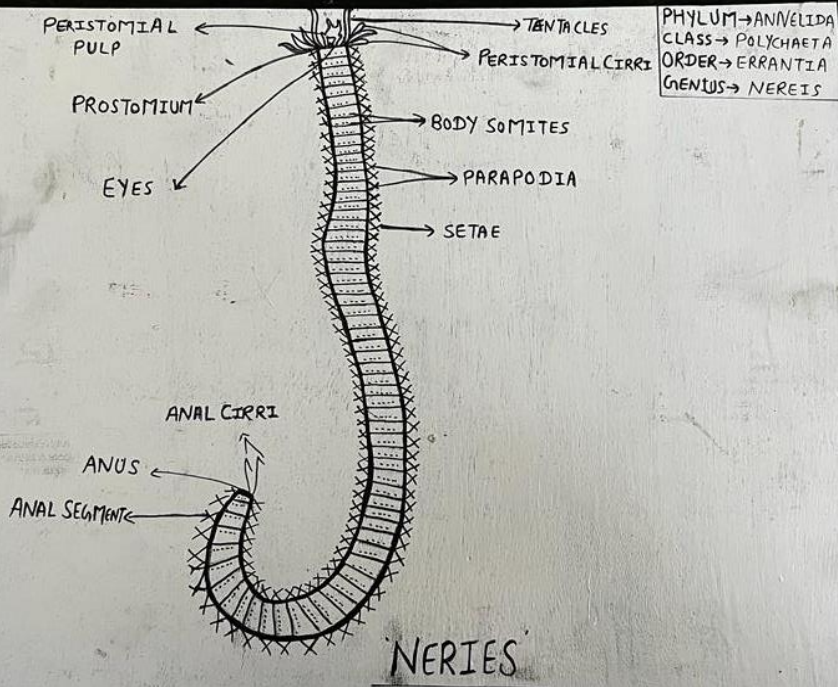 PERISTOMIAL
PULP
TENTACLES
PERISTOMIAL CIRRI
PHYLUM→ANNELIDA
CLASS→ POLYCHAETA
ORDER→ ERRANTIA
GENIUS→ NEREIS
PROSTOMIUM
BODY SOMITES
EYES
PARAPODIA
SETAE
ANAL CIRRI
ANUS
ANAL SEGMENT
'NERIES'